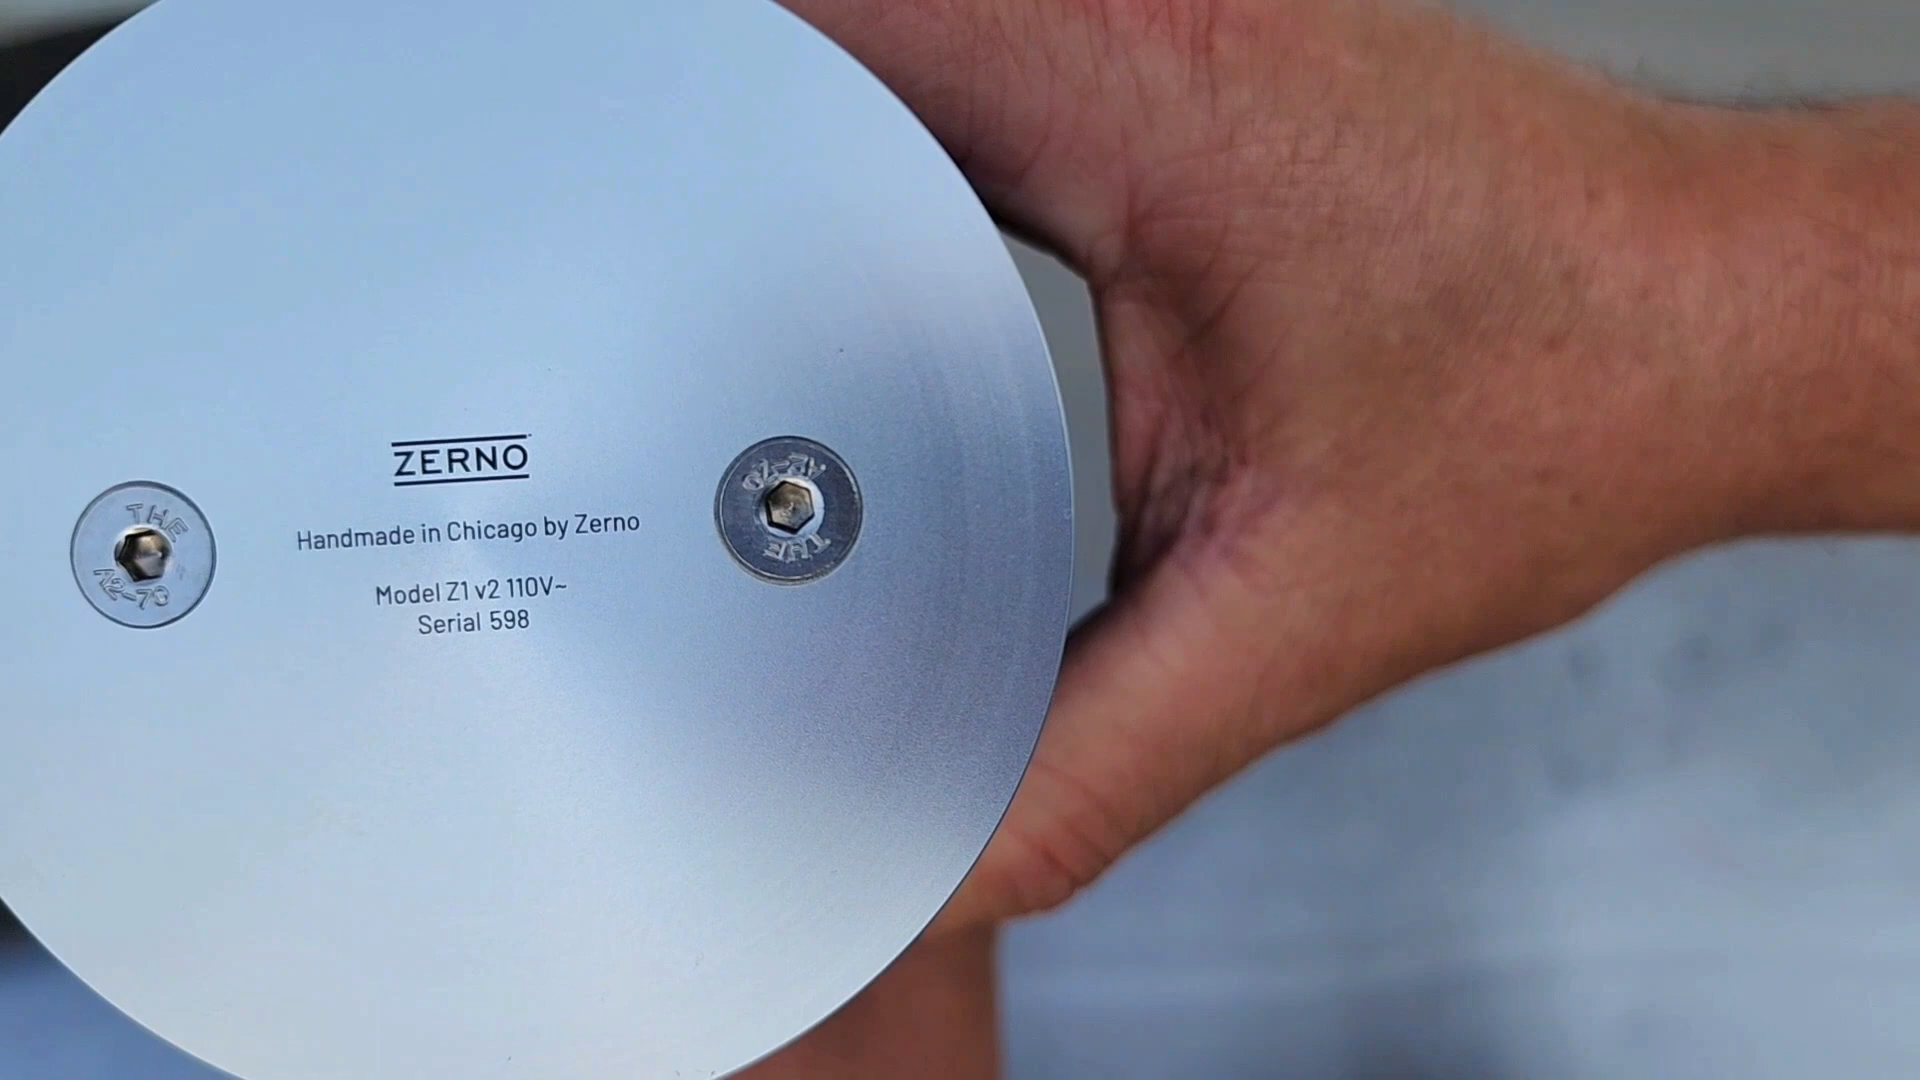 ZERNO
Handmade in Chicago by Zerno
Model Z1 v2 110V~
Serial 598
THE
A2-70
A2-70
THE